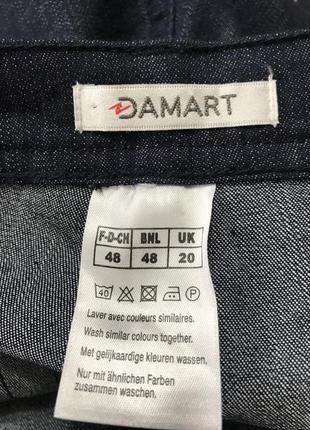 DAMART
F-D-CH BNL UK
48 48 20
40 P
Laver avec couleurs similaires.
Wash similar colours together.
Met gelijkaardige kleuren wassen.
Nur mit ähnlichen Farben
zusammen waschen.